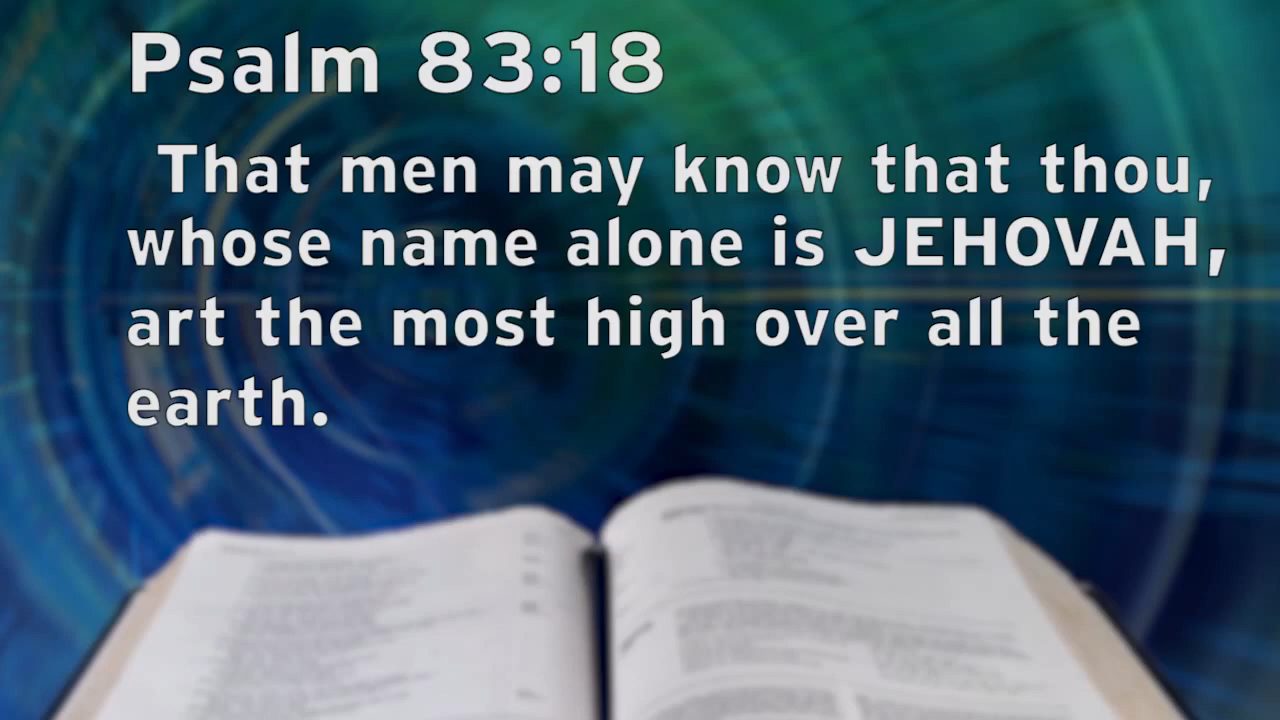 Psalm 83:18
That men may know that thou,
whose name alone is JEHOVAH,
art the most high over all the
earth.